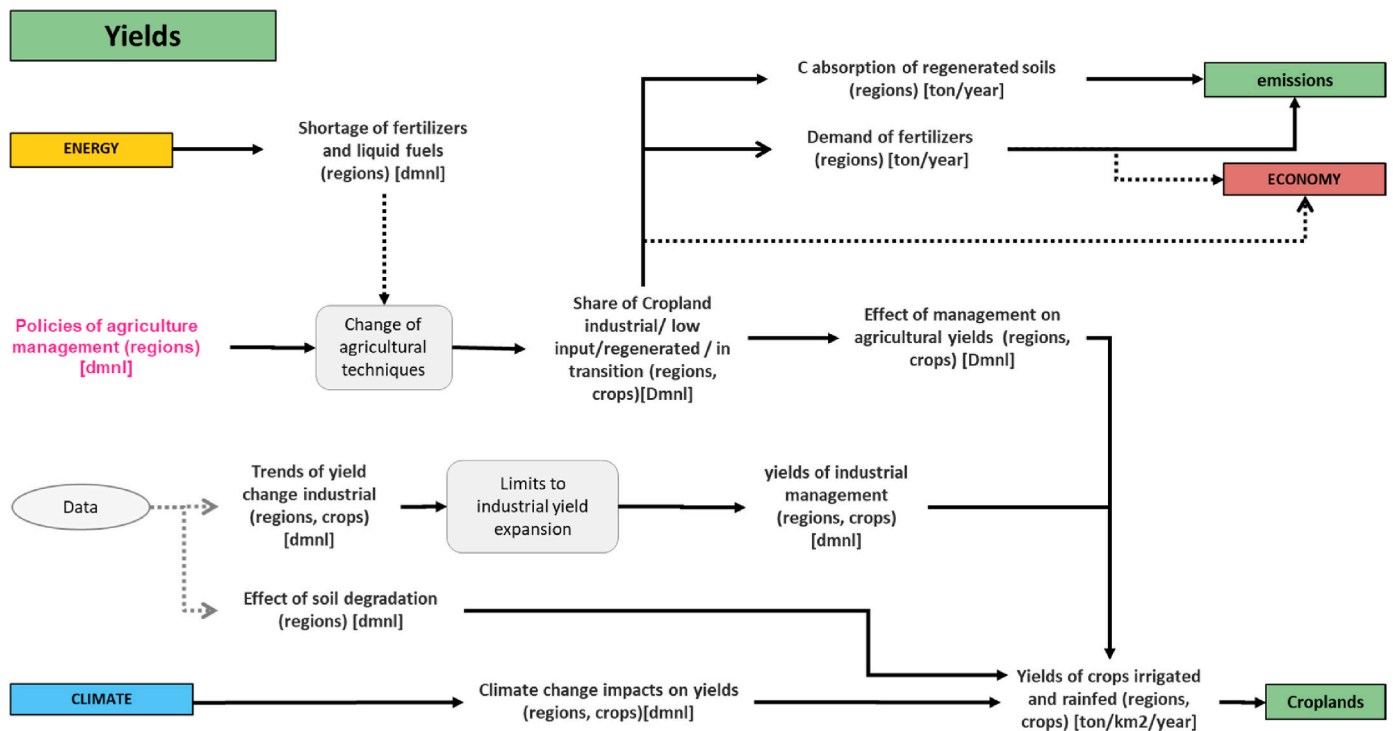 Yields
C absorption of regenerated soils
(regions) [ton/year]
emissions
ENERGY
Shortage of fertilizers
and liquid fuels
(regions) [dmnl]
Demand of fertilizers
(regions) [ton/year]
ECONOMY
Policies of agriculture
management (regions)
[dmnl]
Change of
agricultural
techniques
Share of Cropland
industrial/ low
input/regenerated / in
transition (regions,
crops)[Dmnl]
Effect of management on
agricultural yields (regions,
crops) [Dmnl]
Data
Trends of yield
change industrial
(regions, crops)
[dmnl]
Limits to
industrial yield
expansion
yields of industrial
management
(regions, crops)
[dmnl]
Effect of soil degradation
(regions) [dmnl]
CLIMATE
Climate change impacts on yields
(regions, crops)[dmnl]
Yields of crops irrigated
and rainfed (regions,
crops) [ton/km2/year]
Croplands